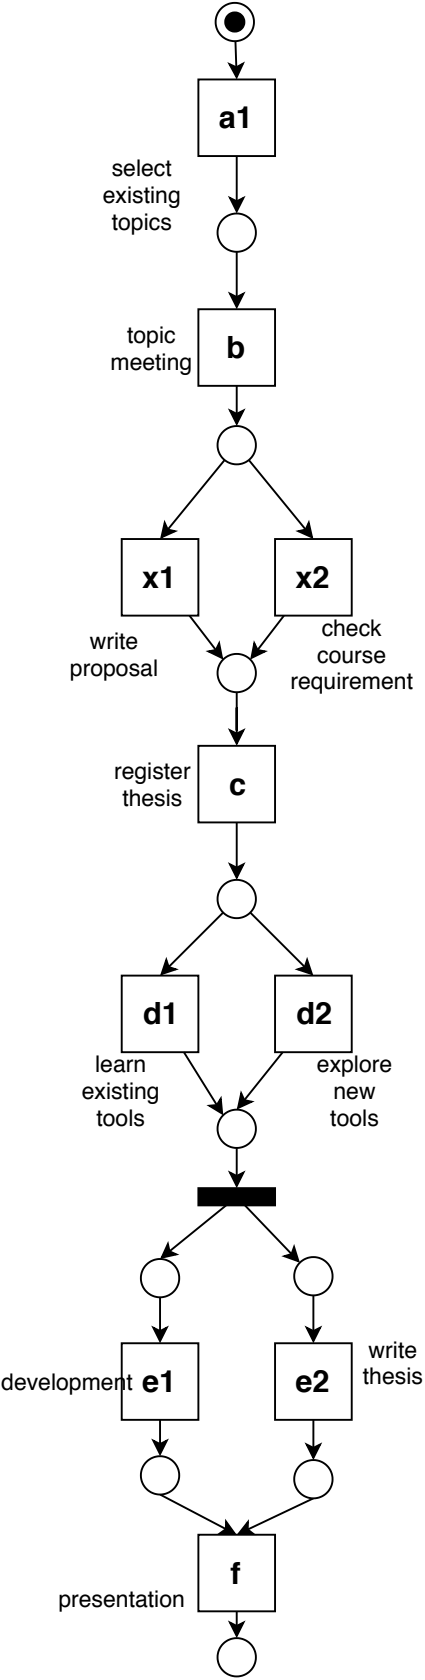 a1
select
existing
topics
b
topic
meeting
x1
x2
write
proposal
check
course
requirement
c
register
thesis
d1
d2
learn
existing
tools
explore
new
tools
development
e1
e2
write
thesis
f
presentation